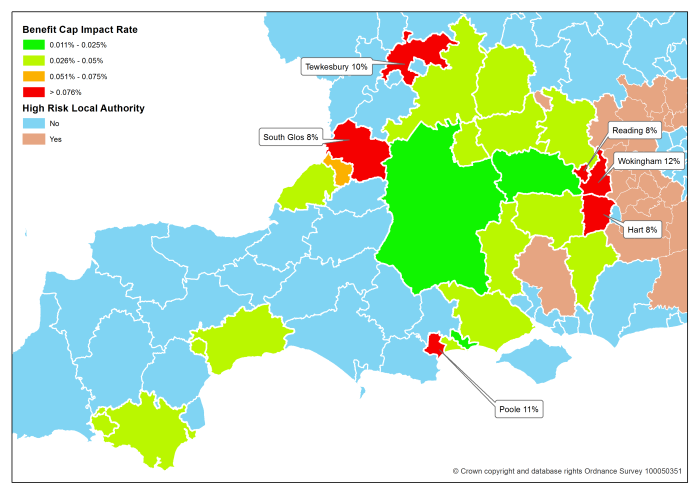 Benefit Cap Impact Rate
0.011% - 0.025%
0.026% - 0.05%
0.051% - 0.075%
> 0.076%
High Risk Local Authority
No
Yes
Tewkesbury 10%
South Glos 8%
Reading 8%
Wokingham 12%
Hart 8%
Poole 11%
© Crown copyright and database rights Ordnance Survey 100050351